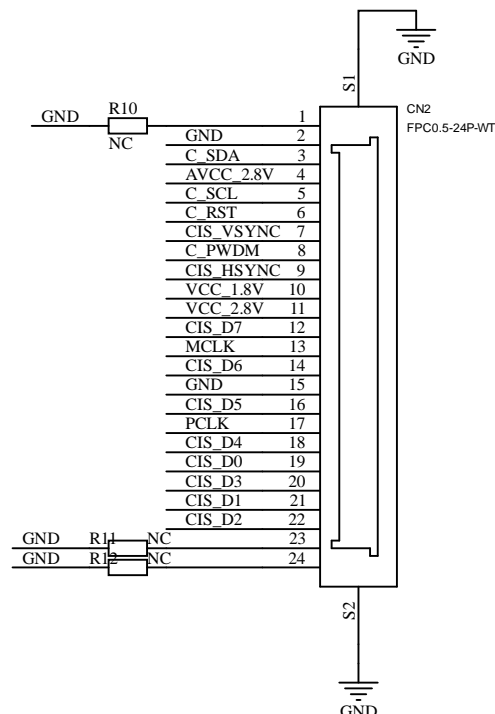 GND
S1
CN2
FPC0.5-24P-WT
GND R10 1
NC
GND 2
C_SDA 3
AVCC_2.8V 4
C_SCL 5
C_RST 6
CIS_VSYNC 7
C_PWDM 8
CIS_HSYNC 9
VCC_1.8V 10
VCC_2.8V 11
CIS_D7 12
MCLK 13
CIS_D6 14
GND 15
CIS_D5 16
PCLK 17
CIS_D4 18
CIS_D0 19
CIS_D3 20
CIS_D1 21
CIS_D2 22
GND R11 NC 23
GND R12 NC 24
S2
GND